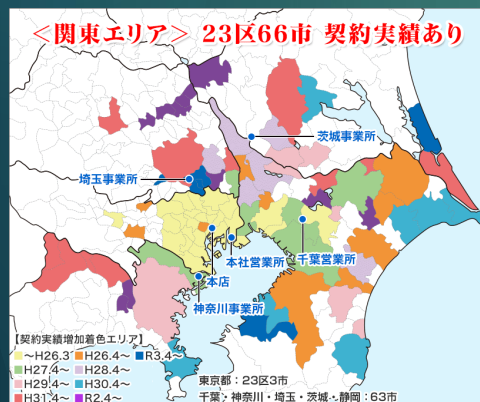 ＜関東エリア＞ 23区66市 契約実績あり
茨城事業所
埼玉事業所
千葉営業所
本社営業所
本店
神奈川事業所
【契約実績増加着色エリア】
～H26.3 H26.4～ R3.4～
H27.4～ H28.4～
H29.4～ H30.4～
H31.4～ R2.4～
東京都：23区3市
千葉・神奈川・埼玉・茨城・静岡：63市